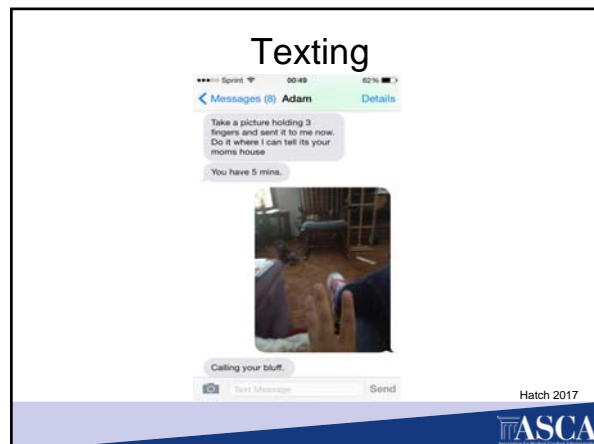 Texting
Sprint 00:49 62%
Messages (8) Adam Details
Take a picture holding 3
fingers and sent it to me now.
Do it where I can tell its your
moms house
You have 5 mins.
Calling your bluff.
Text Message Send
Hatch 2017
ASCA